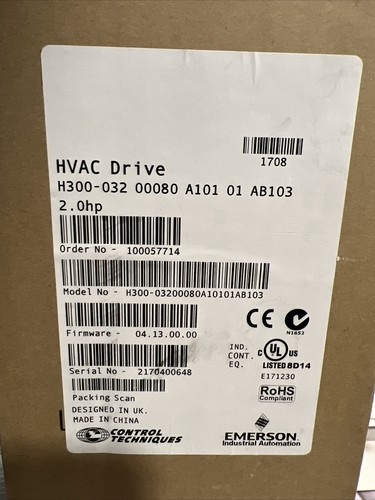 1708
HVAC Drive
H300-032 00080 A101 01 AB103
2.0hp
Order No - 100057714
Model No - H300-03200080A10101AB103
Firmware - 04.13.00.00
Serial No - 2170400648
Packing Scan
DESIGNED IN UK.
MADE IN CHINA
CONTROL
TECHNIQUES
CE
N1652
IND.
CONT.
EQ.
C UL US
LISTED 8D14
E171230
RoHS
Compliant
EMERSON
Industrial Automation